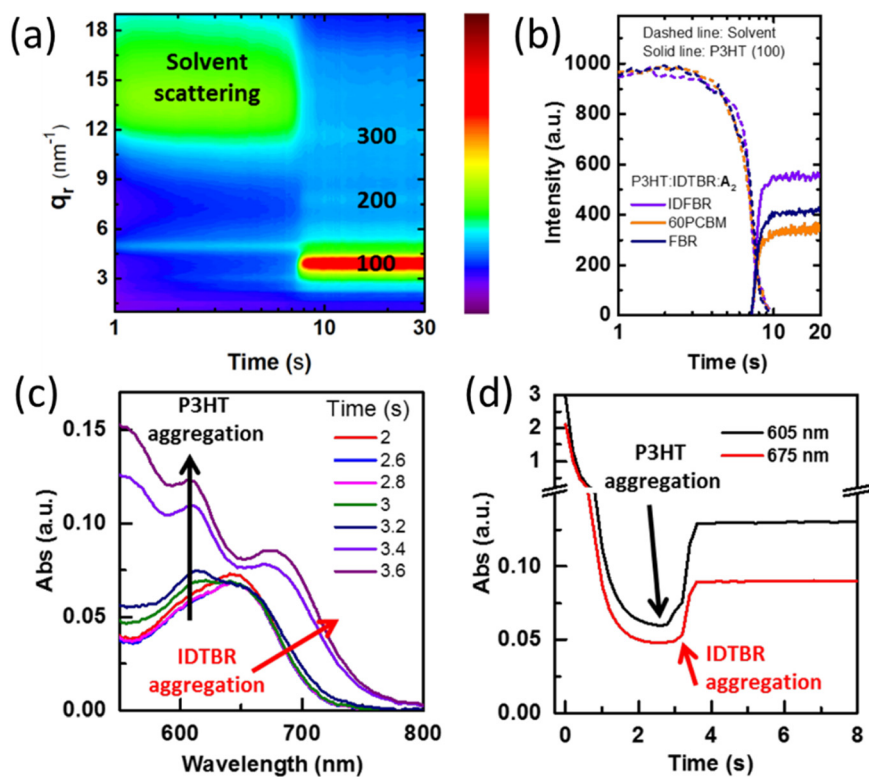 (a)
18
15
12
9
6
3
qr (nm-1)
Solvent
scattering
300
200
100
1
10
30
Time (s)
(b)
Dashed line: Solvent
Solid line: P3HT (100)
1000
800
600
400
200
0
Intensity (a.u.)
P3HT:IDTBR:A2
IDFBR
60PCBM
FBR
1
10
20
Time (s)
(c)
P3HT
aggregation
Time (s)
2
2.6
2.8
3
3.2
3.4
3.6
0.15
0.10
0.05
0.00
Abs (a.u.)
IDTBR
aggregation
600
700
800
Wavelength (nm)
(d)
3
2
1
0.10
0.05
0.00
Abs (a.u.)
605 nm
675 nm
P3HT
aggregation
IDTBR
aggregation
0
2
4
6
8
Time (s)